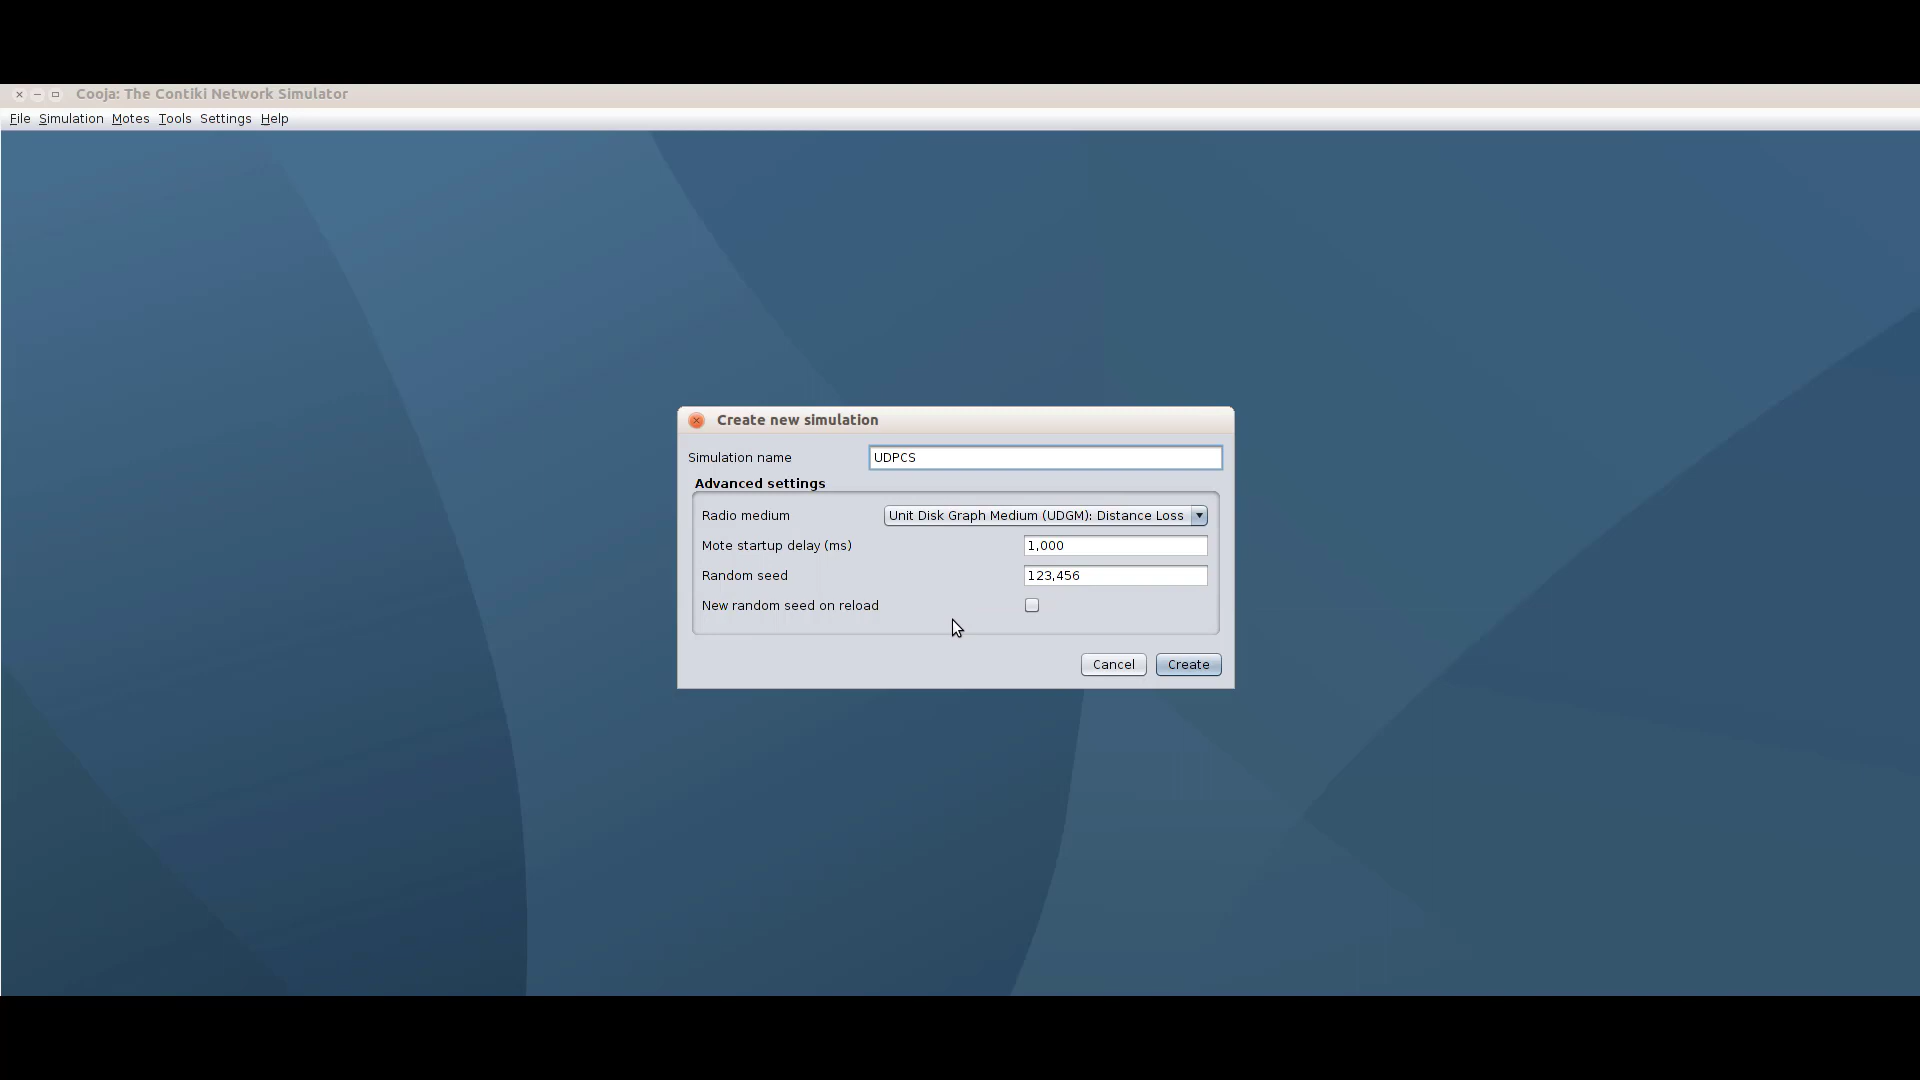 Cooja: The Contiki Network Simulator
File Simulation Motes Tools Settings Help
Create new simulation
Simulation name UDPCS
Advanced settings
Radio medium Unit Disk Graph Medium (UDGM): Distance Loss
Mote startup delay (ms) 1,000
Random seed 123,456
New random seed on reload
Cancel Create